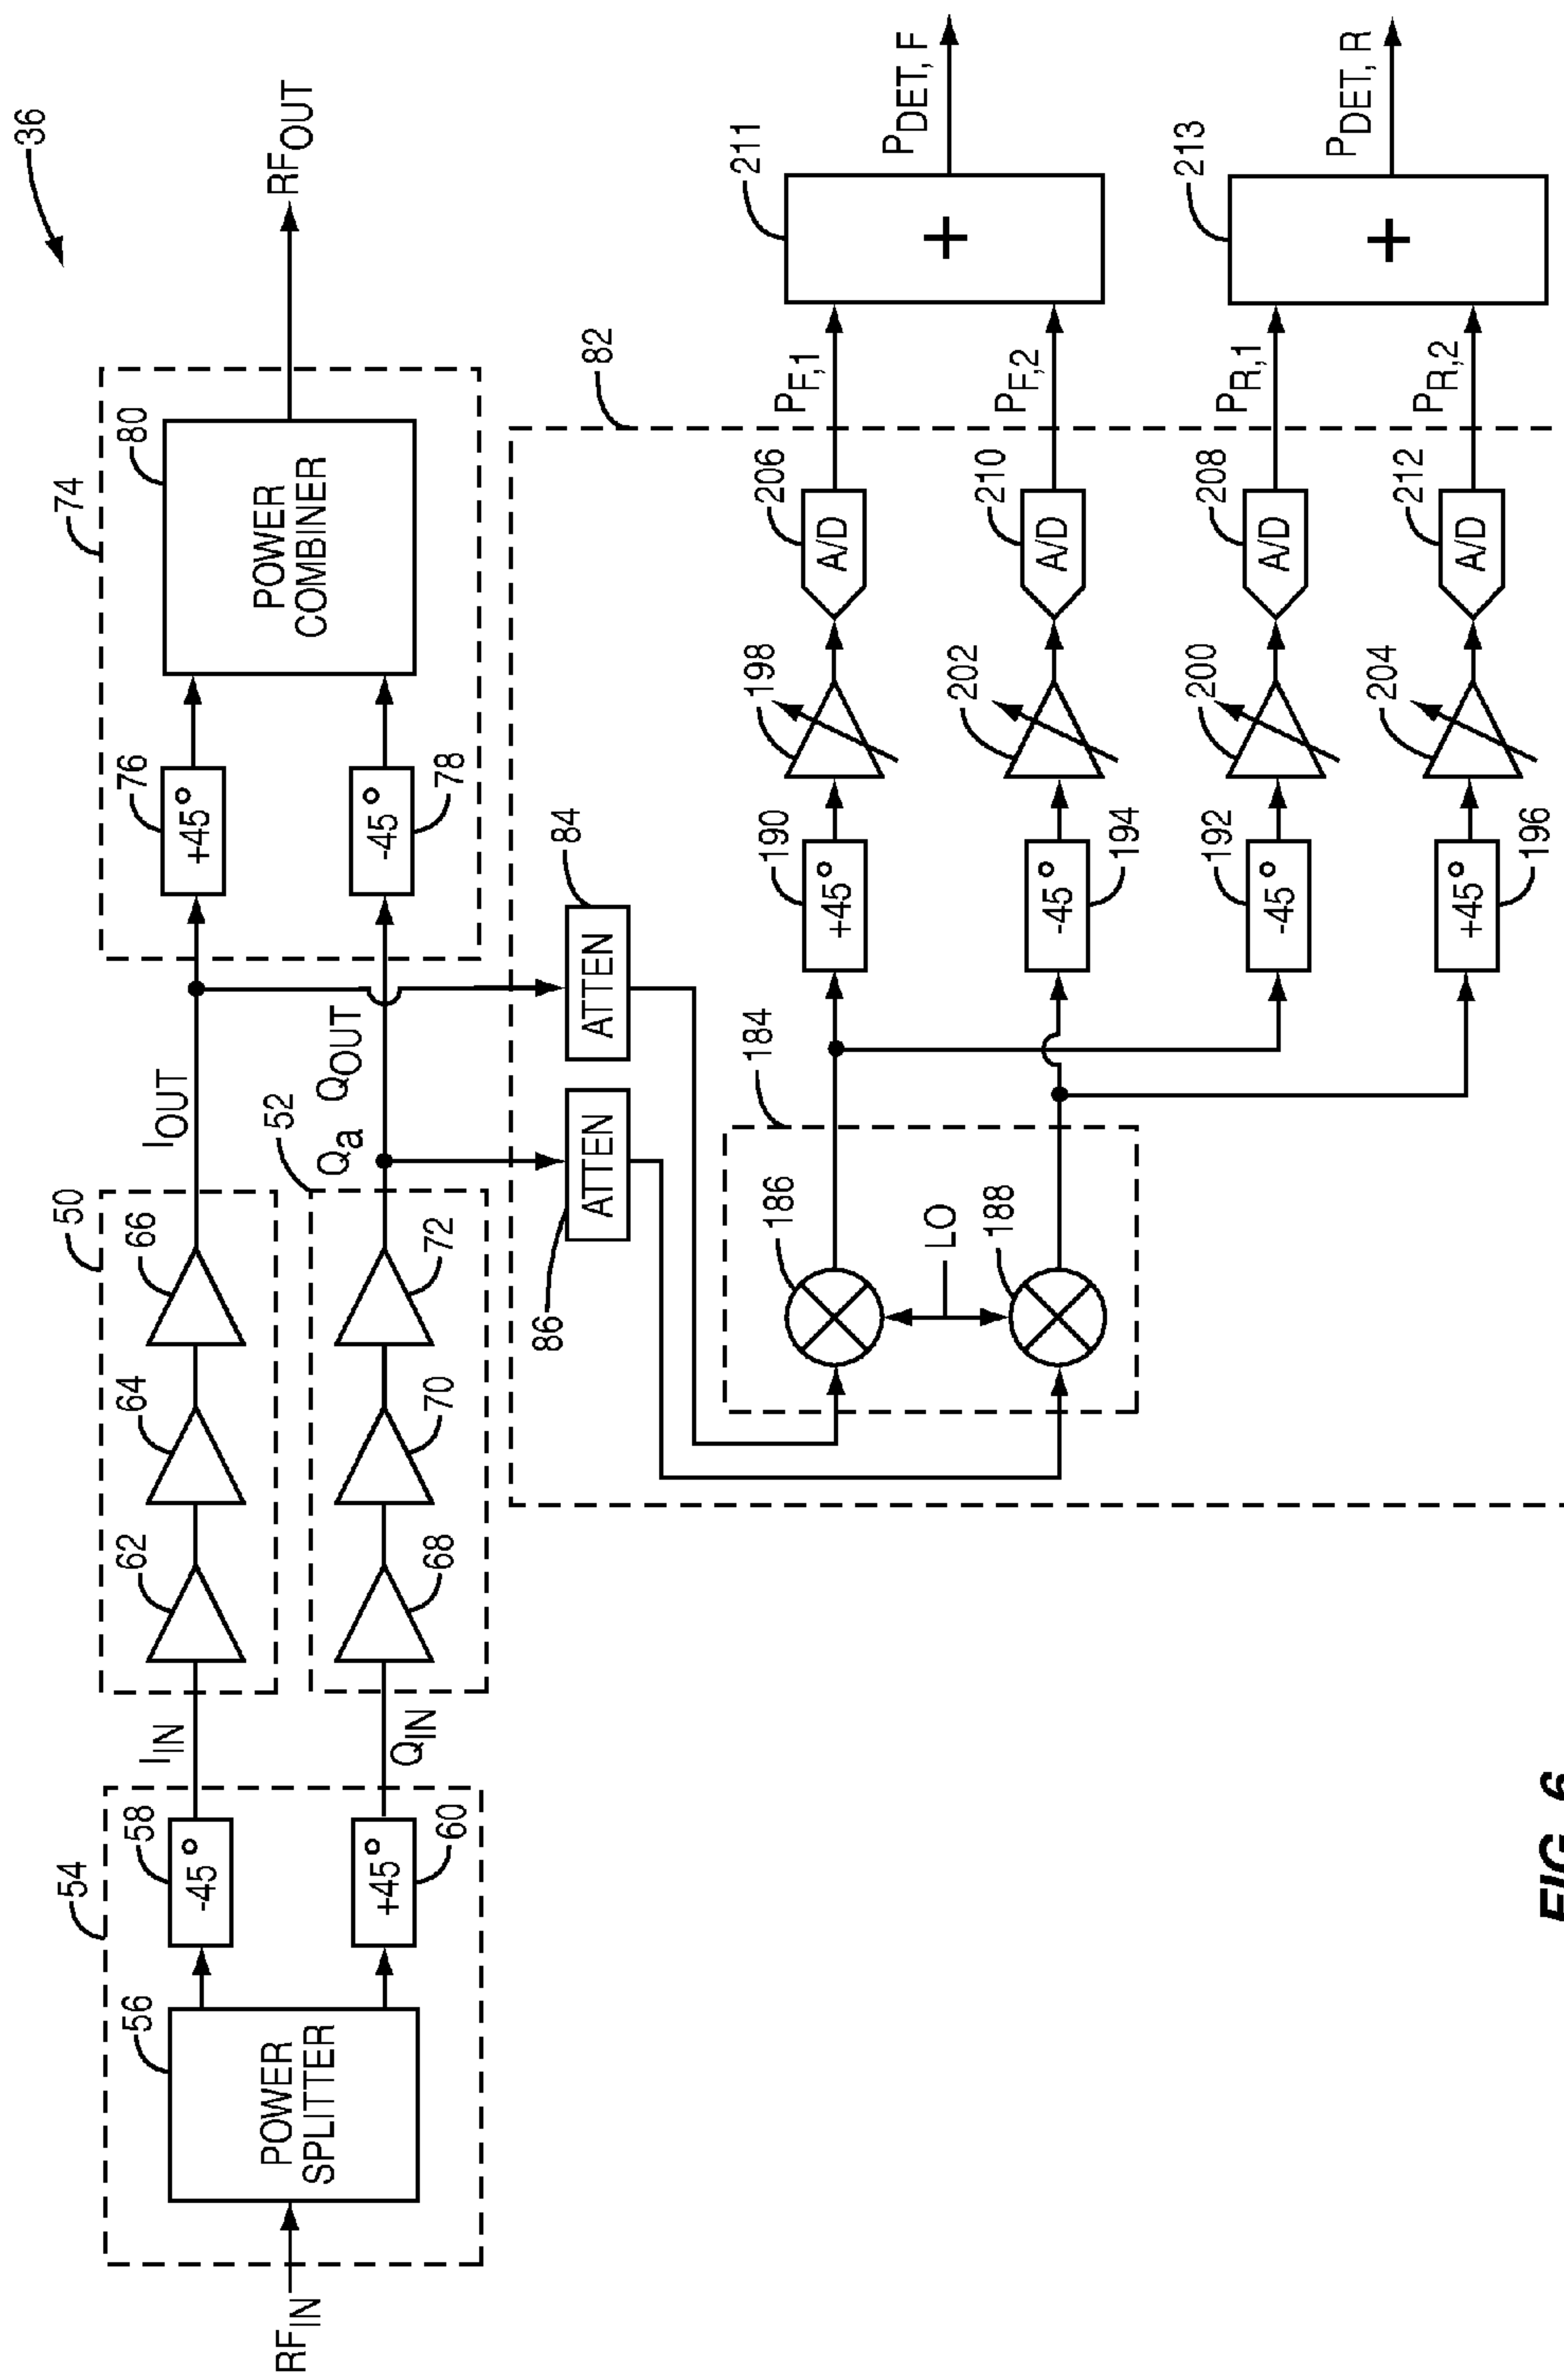 36
54
56
POWER
SPLITTER
RF_IN
58
-45°
60
+45°
I_IN
Q_IN
50
62
64
66
52
68
70
72
I_OUT
Q_a
Q_OUT
74
76
+45°
78
-45°
80
POWER
COMBINER
RF_OUT
82
84
ATTEN
86
ATTEN
184
186
LO
188
190
+45°
194
-45°
192
-45°
196
+45°
198
202
200
204
206
A/D
210
A/D
208
A/D
212
A/D
P_F,1
P_F,2
P_R,1
P_R,2
211
+
213
+
P_DET, F
P_DET, R
FIG. 6